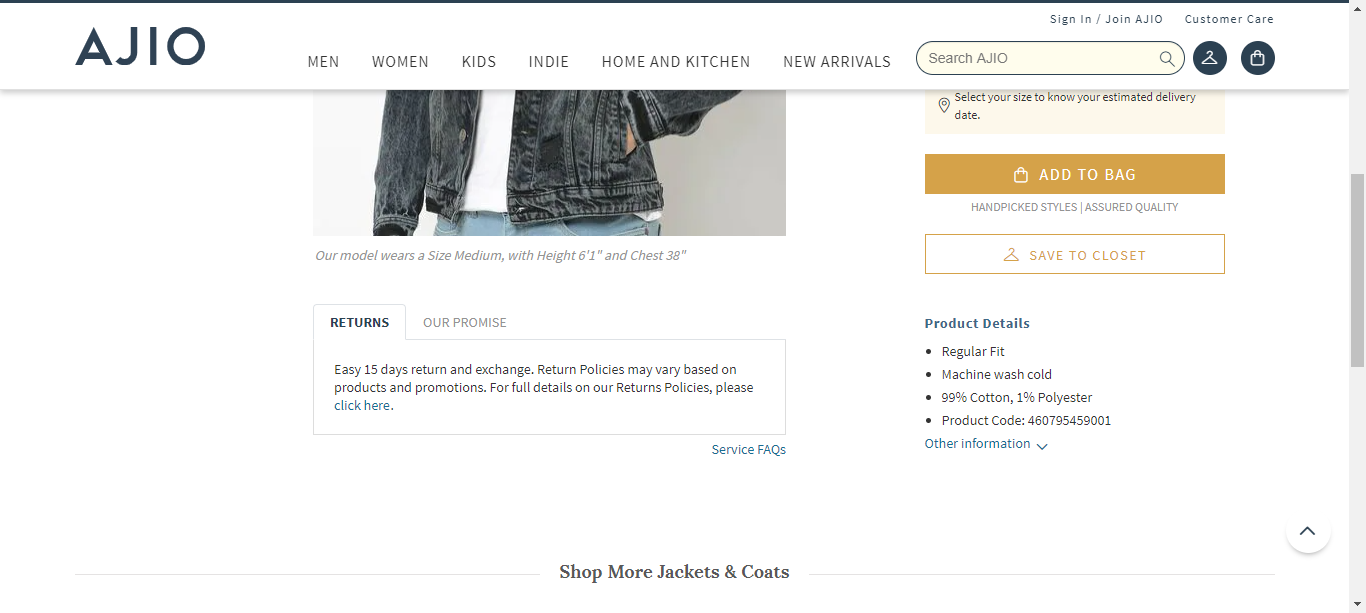 Sign In / Join AJIO Customer Care
AJIO
MEN WOMEN KIDS INDIE HOME AND KITCHEN NEW ARRIVALS
Search AJIO
Select your size to know your estimated delivery
date.
ADD TO BAG
HANDPICKED STYLES | ASSURED QUALITY
SAVE TO CLOSET
Our model wears a Size Medium, with Height 6'1" and Chest 38"
RETURNS OUR PROMISE
Easy 15 days return and exchange. Return Policies may vary based on
products and promotions. For full details on our Returns Policies, please
click here.
Service FAQs
Product Details
Regular Fit
Machine wash cold
99% Cotton, 1% Polyester
Product Code: 460795459001
Other information
Shop More Jackets & Coats